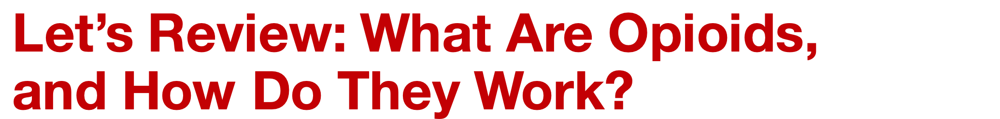 Let’s Review: What Are Opioids,
and How Do They Work?